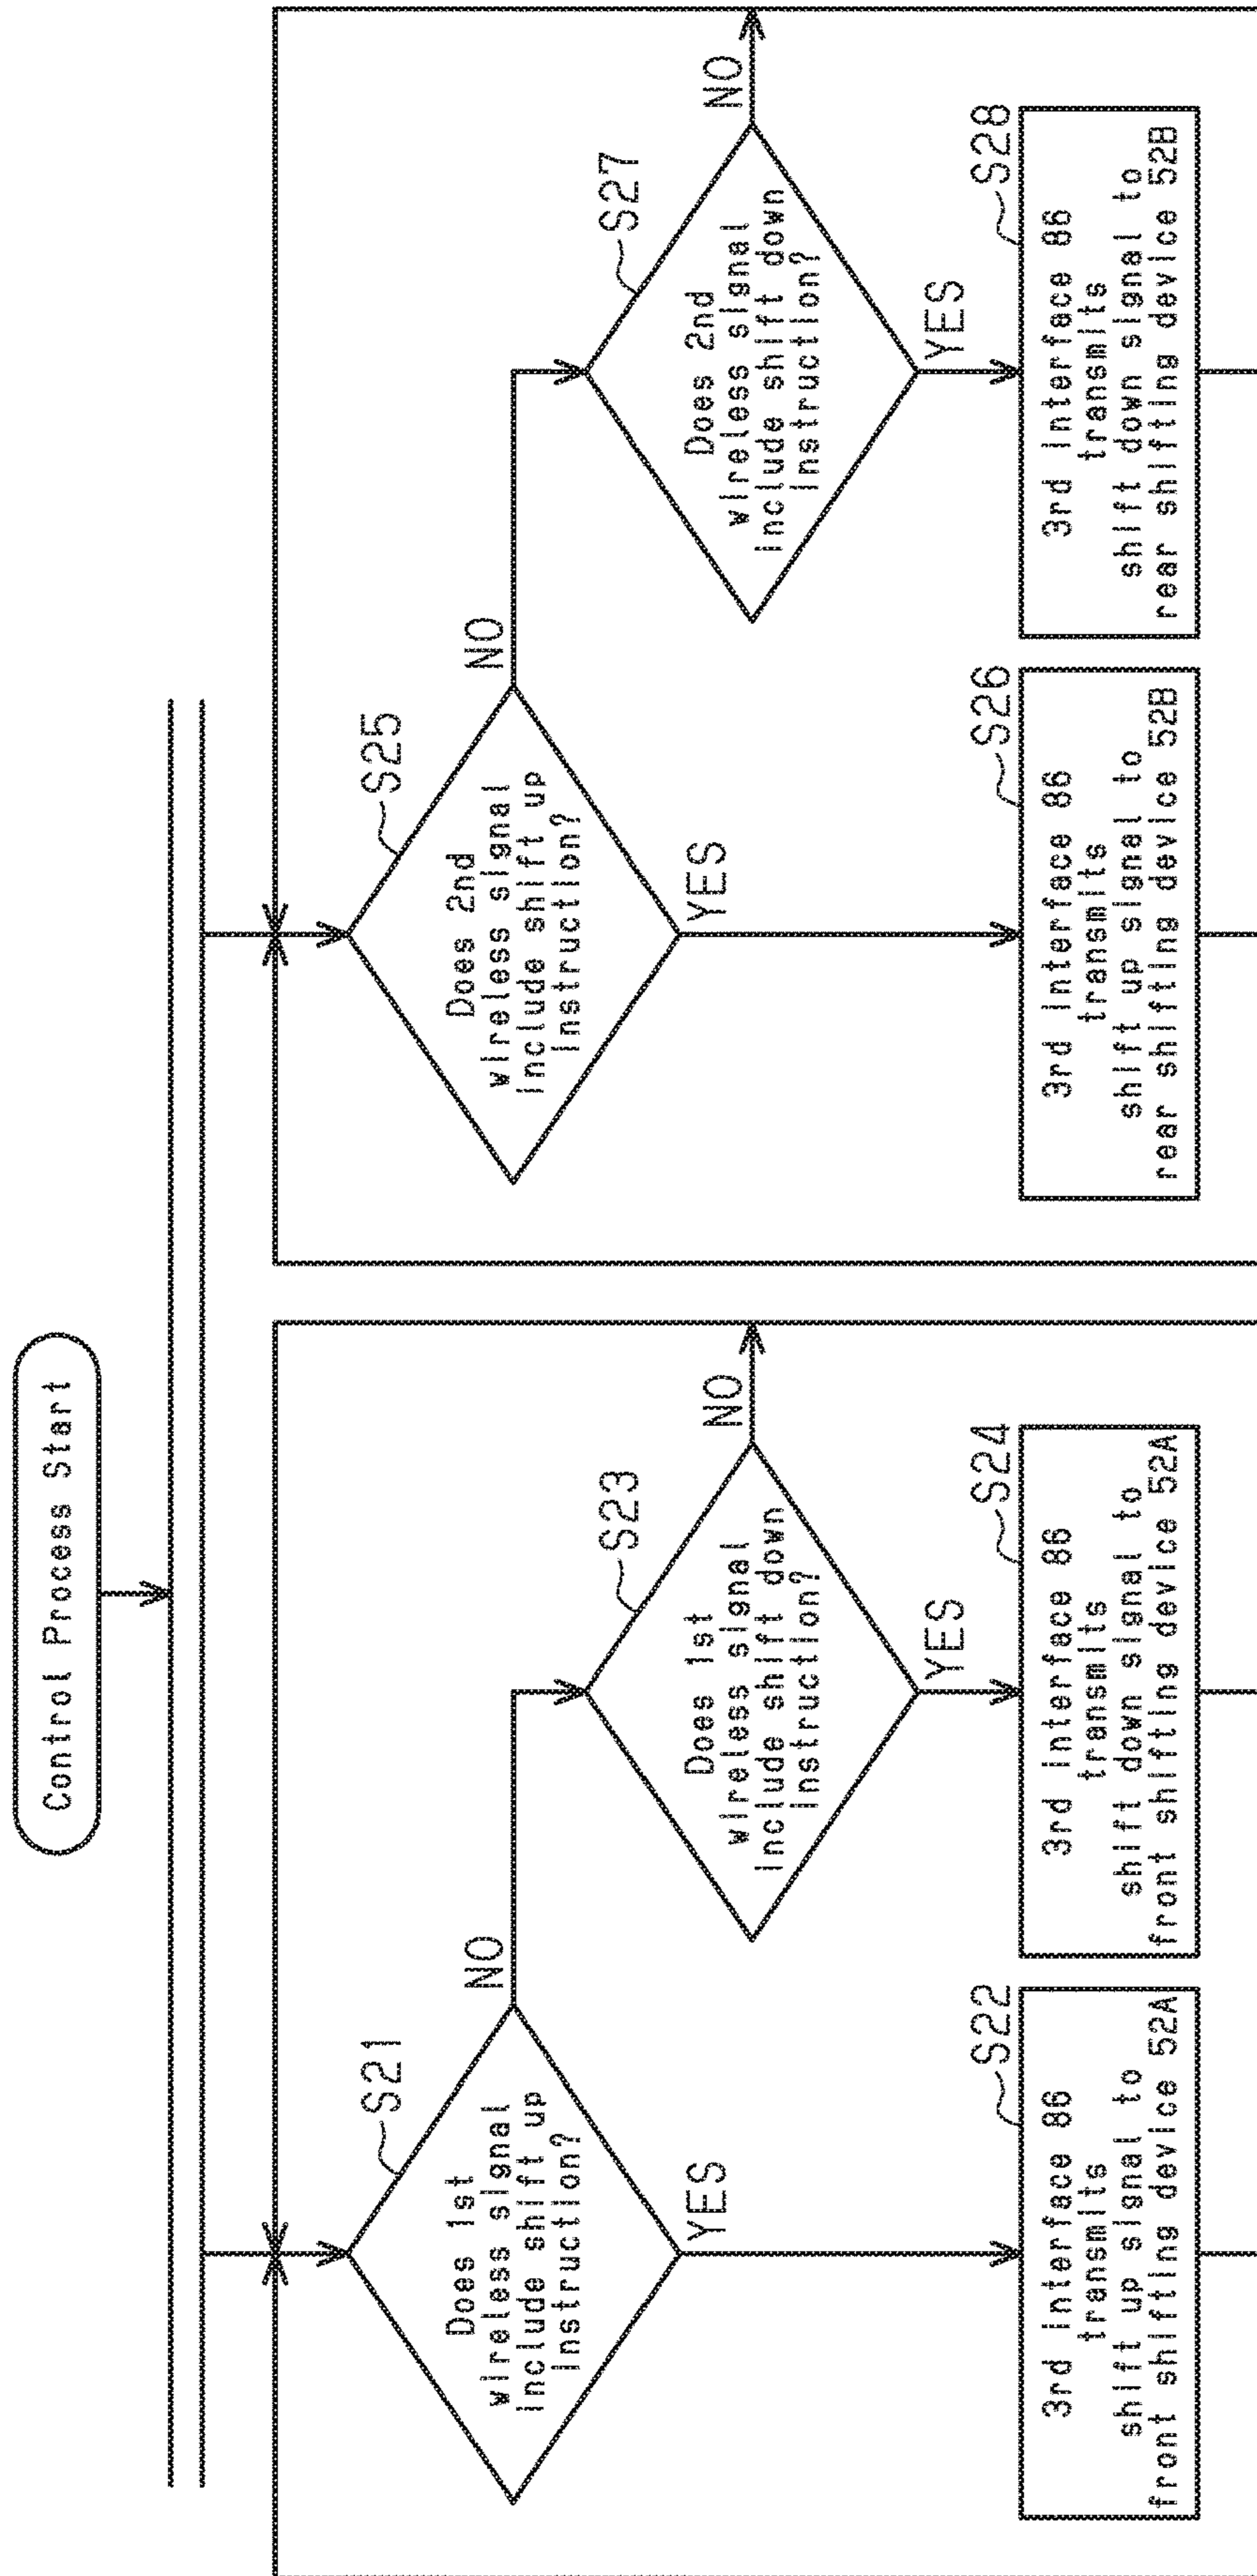 Control Process Start
S21
Does 1st
wireless signal
include shift up
instruction?
NO
YES
S22
3rd interface 86
transmits
shift up signal to
front shifting device 52A
S23
Does 1st
wireless signal
include shift down
instruction?
NO
YES
S24
3rd interface 86
transmits
shift down signal to
front shifting device 52A
S25
Does 2nd
wireless signal
include shift up
instruction?
NO
YES
S26
3rd interface 86
transmits
shift up signal to
rear shifting device 52B
S27
Does 2nd
wireless signal
include shift down
instruction?
NO
YES
S28
3rd interface 86
transmits
shift down signal to
rear shifting device 52B